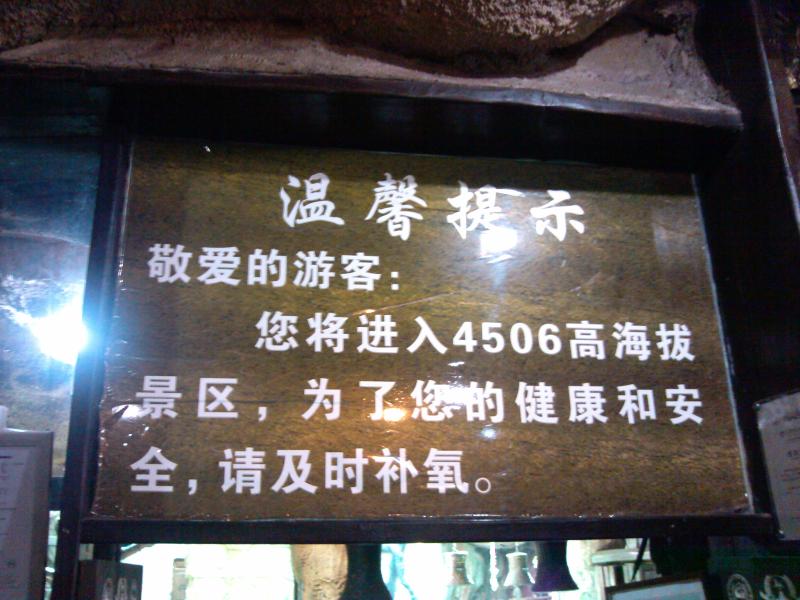 温馨提示
敬爱的游客：
您将进入4506高海拔
景区，为了您的健康和安
全，请及时补氧。